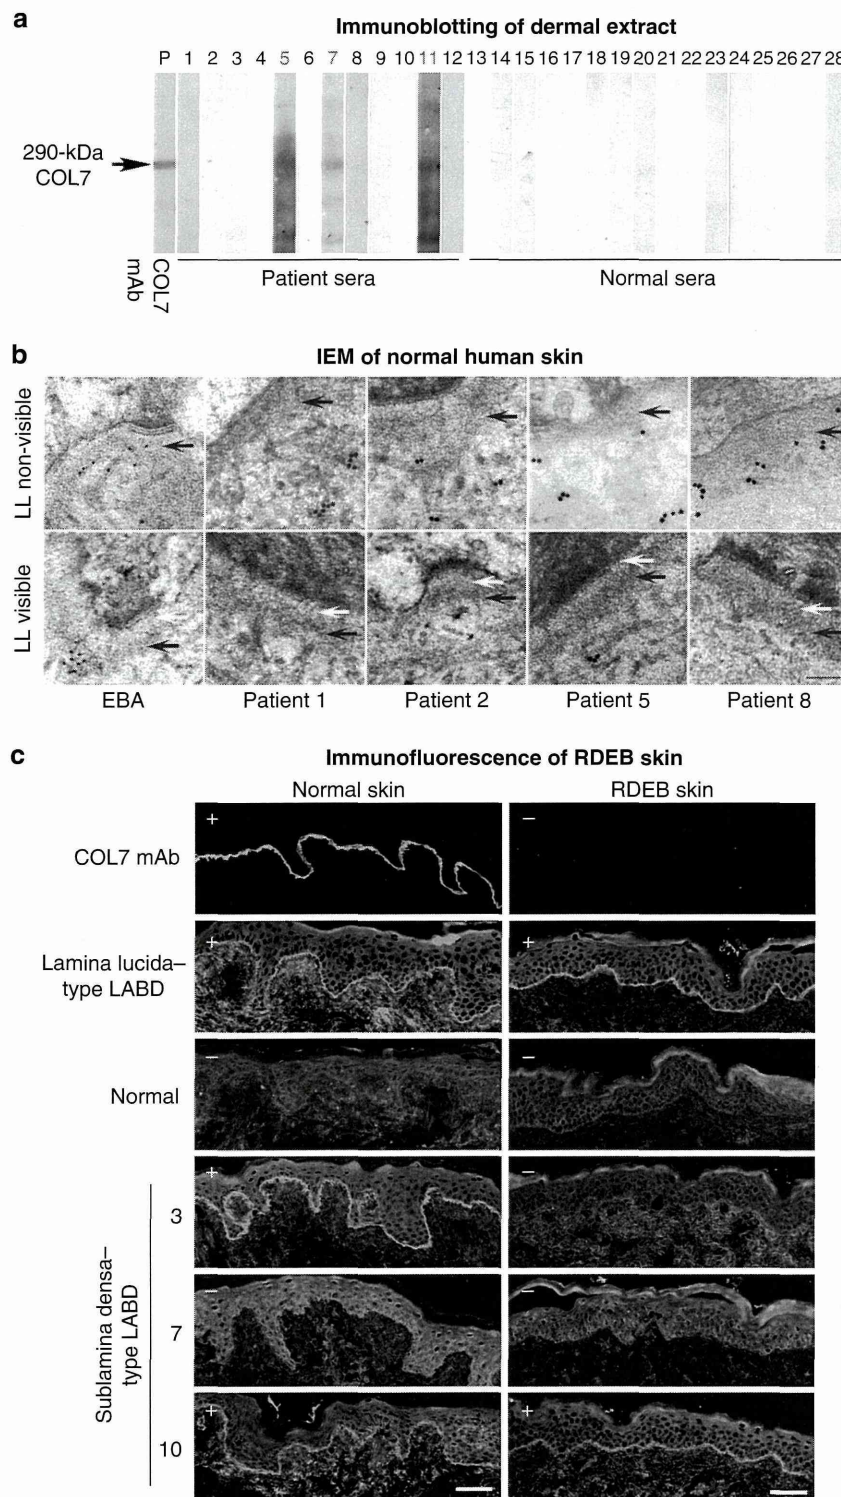 a
Immunoblotting of dermal extract
P 1 2 3 4 5 6 7 8 9 10 11 12 13 14 15 16 17 18 19 20 21 22 23 24 25 26 27 28
290-kDa
COL7
COL7
mAb
Patient sera
Normal sera
b
IEM of normal human skin
LL non-visible
LL visible
EBA
Patient 1
Patient 2
Patient 5
Patient 8
c
Immunofluorescence of RDEB skin
Normal skin
RDEB skin
COL7 mAb
+
−
Lamina lucida–
type LABD
+
+
Normal
−
−
Sublamina densa–
type LABD
3
+
−
7
−
−
10
+
+